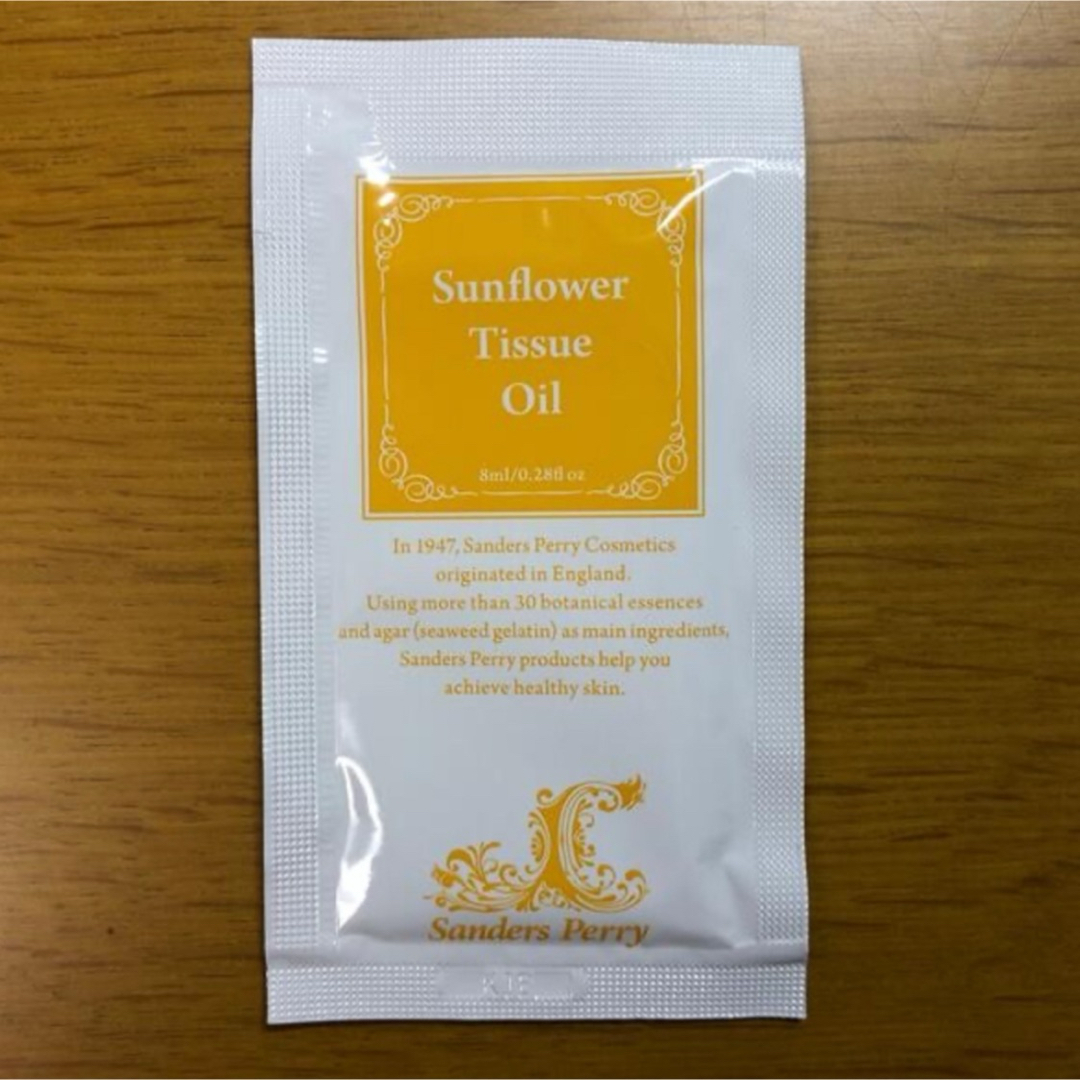 Sunflower
Tissue
Oil
8ml/0.28fl oz
In 1947, Sanders Perry Cosmetics
originated in England.
Using more than 30 botanical essences
and agar (seaweed gelatin) as main ingredients,
Sanders Perry products help you
achieve healthy skin.
Sanders Perry